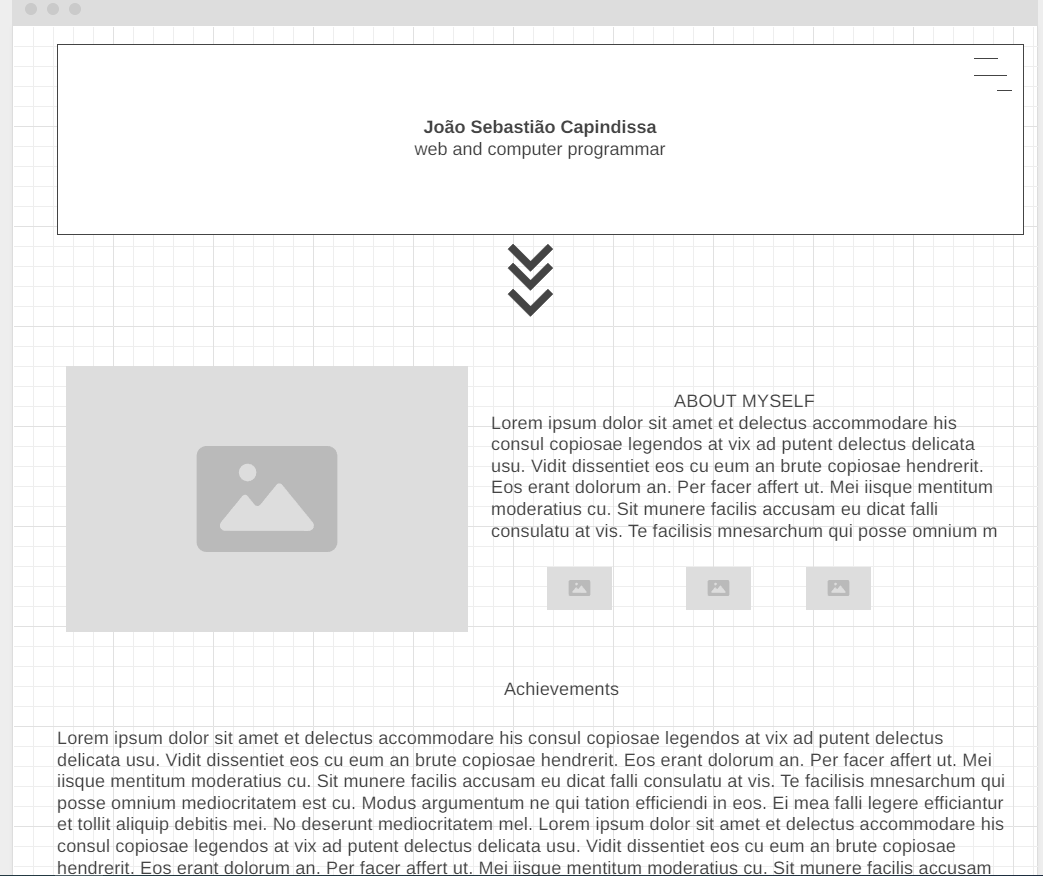 João Sebastião Capindissa
web and computer programmar
ABOUT MYSELF
Lorem ipsum dolor sit amet et delectus accommodare his
consul copiosae legendos at vix ad putent delectus delicata
usu. Vidit dissentiet eos cu eum an brute copiosae hendrerit.
Eos erant dolorum an. Per facer affert ut. Mei iisque mentitum
moderatius cu. Sit munere facilis accusam eu dicat falli
consulatu at vis. Te facilisis mnesarchum qui posse omnium m
Achievements
Lorem ipsum dolor sit amet et delectus accommodare his consul copiosae legendos at vix ad putent delectus
delicata usu. Vidit dissentiet eos cu eum an brute copiosae hendrerit. Eos erant dolorum an. Per facer affert ut. Mei
iisque mentitum moderatius cu. Sit munere facilis accusam eu dicat falli consulatu at vis. Te facilisis mnesarchum qui
posse omnium mediocritatem est cu. Modus argumentum ne qui tation efficiendi in eos. Ei mea falli legere efficiantur
et tollit aliquip debitis mei. No deserunt mediocritatem mel. Lorem ipsum dolor sit amet et delectus accommodare his
consul copiosae legendos at vix ad putent delectus delicata usu. Vidit dissentiet eos cu eum an brute copiosae
hendrerit. Eos erant dolorum an. Per facer affert ut. Mei iisque mentitum moderatius cu. Sit munere facilis accusam